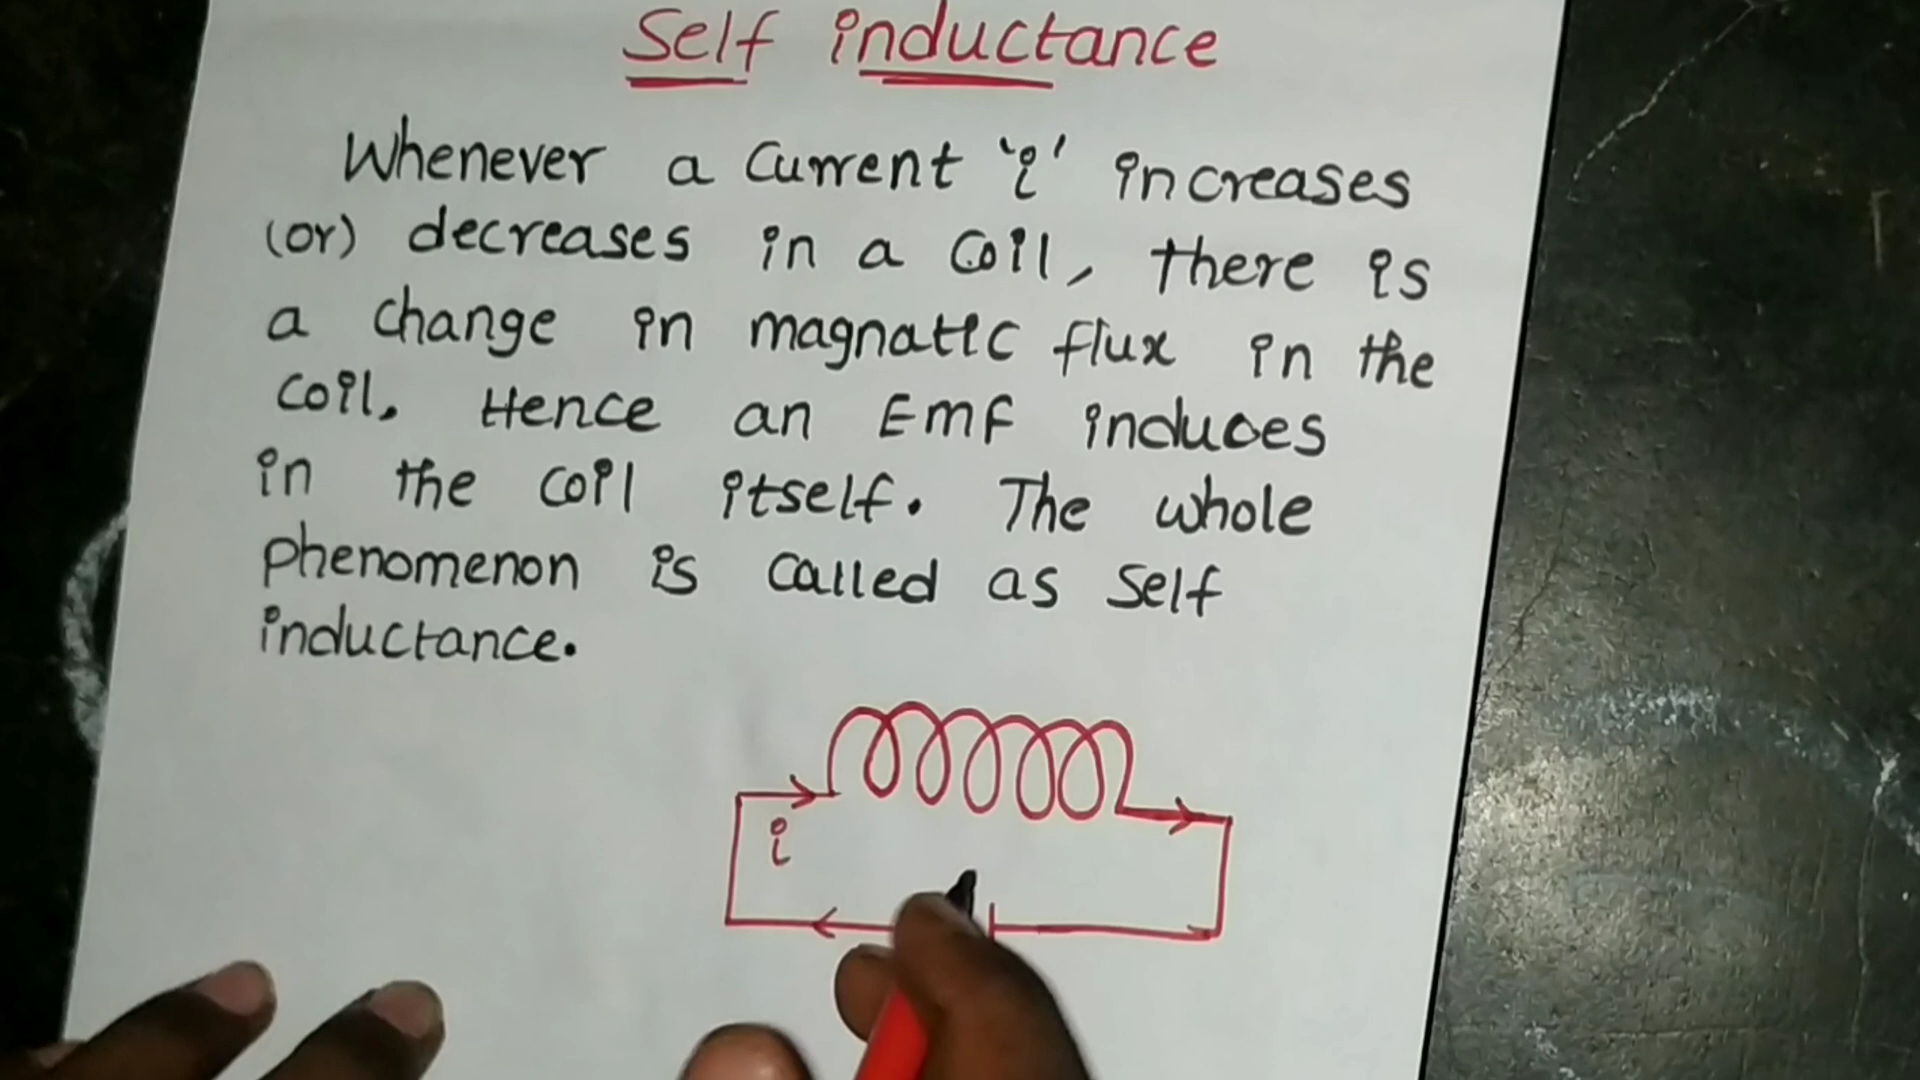 Self inductance
Whenever a current 'i' increases
(or) decreases in a coil, there is
a change in magnatic flux in the
coil. Hence an Emf induces
in the coil itself. The whole
phenomenon is called as self
inductance.
i